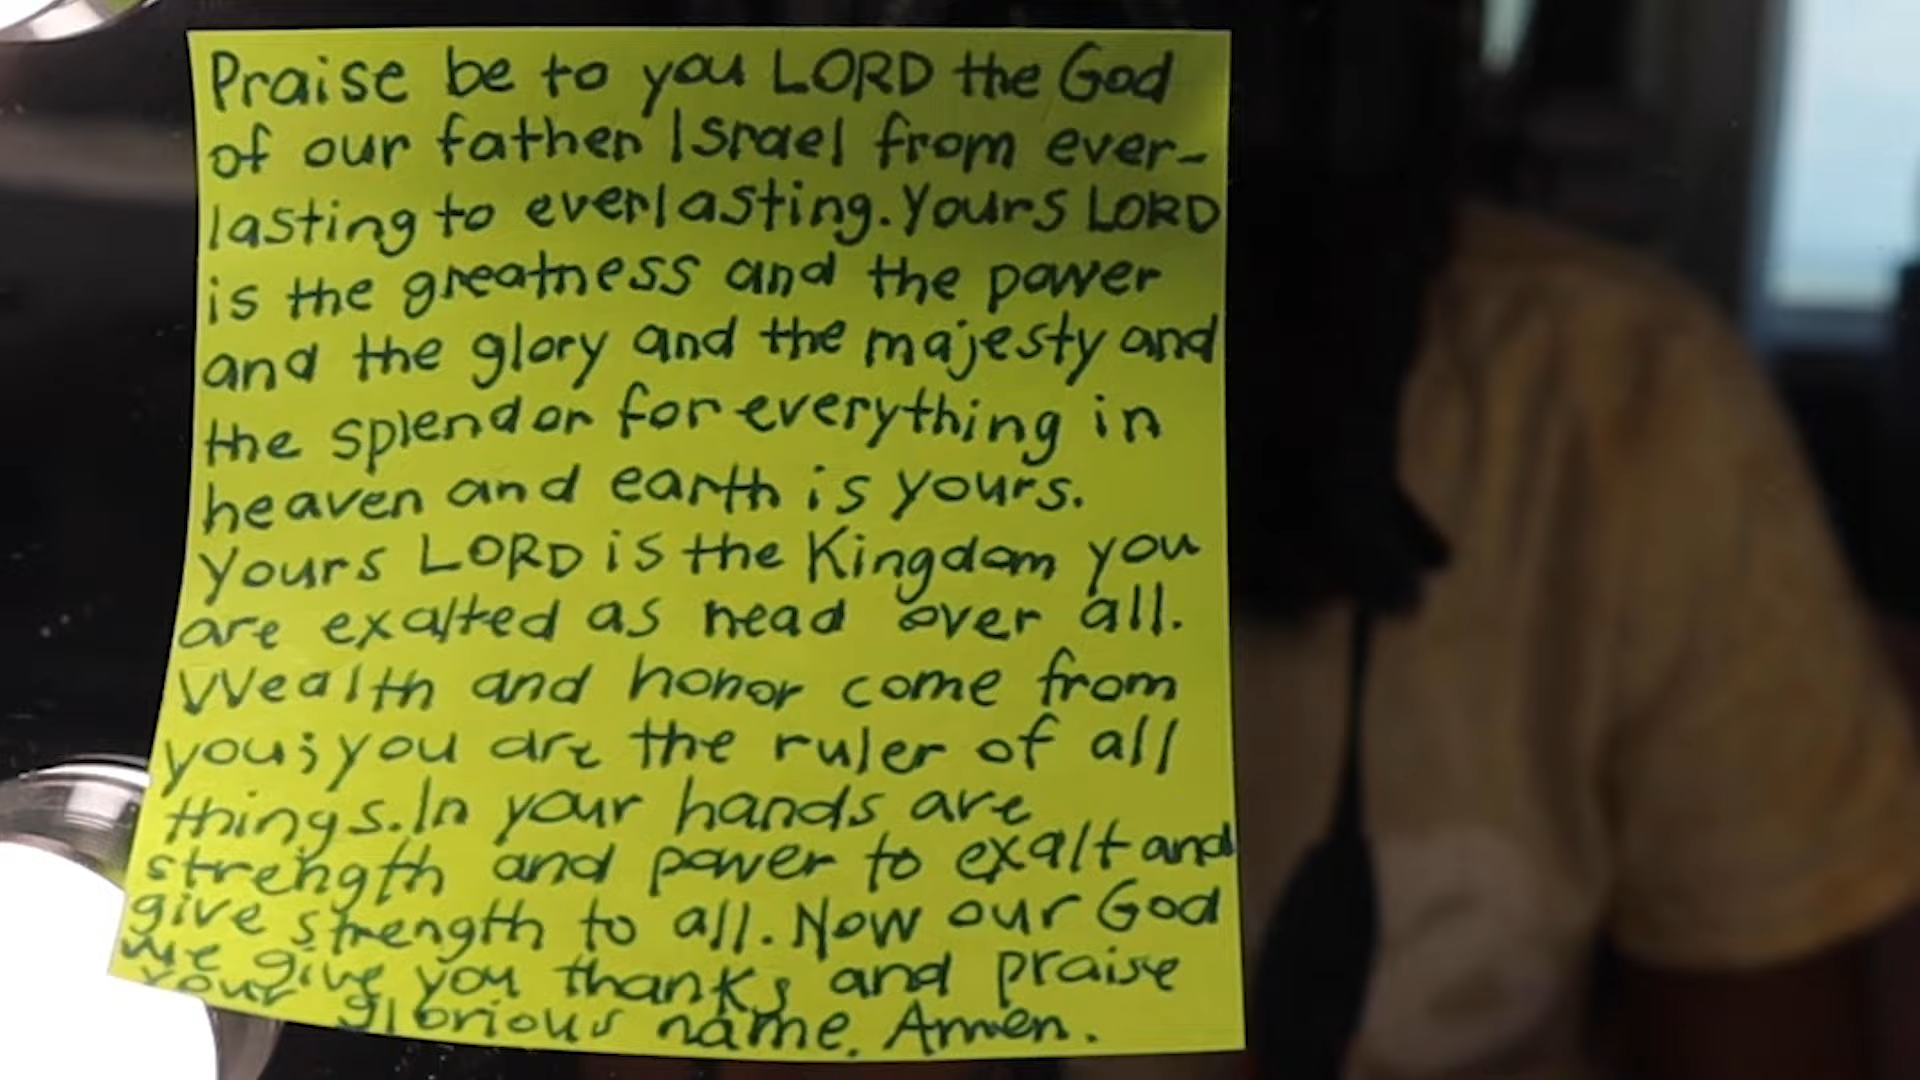 Praise be to you LORD the God
of our father Israel from ever-
lasting to everlasting. Yours LORD
is the greatness and the power
and the glory and the majesty and
the splendor for everything in
heaven and earth is yours.
Yours LORD is the Kingdom you
are exalted as head over all.
Wealth and honor come from
you; you are the ruler of all
things. In your hands are
strength and power to exalt and
give strength to all. Now our God
we give you thanks and praise
your glorious name. Amen.